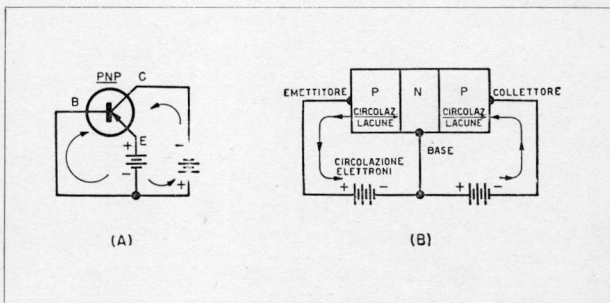 PNP
B
C
E
+
-
-
+
(A)
EMETTITORE
P
N
P
COLLETTORE
CIRCOLAZ
LACUNE
CIRCOLAZ
LACUNE
BASE
CIRCOLAZIONE
ELETTRONI
+
-
+
-
(B)